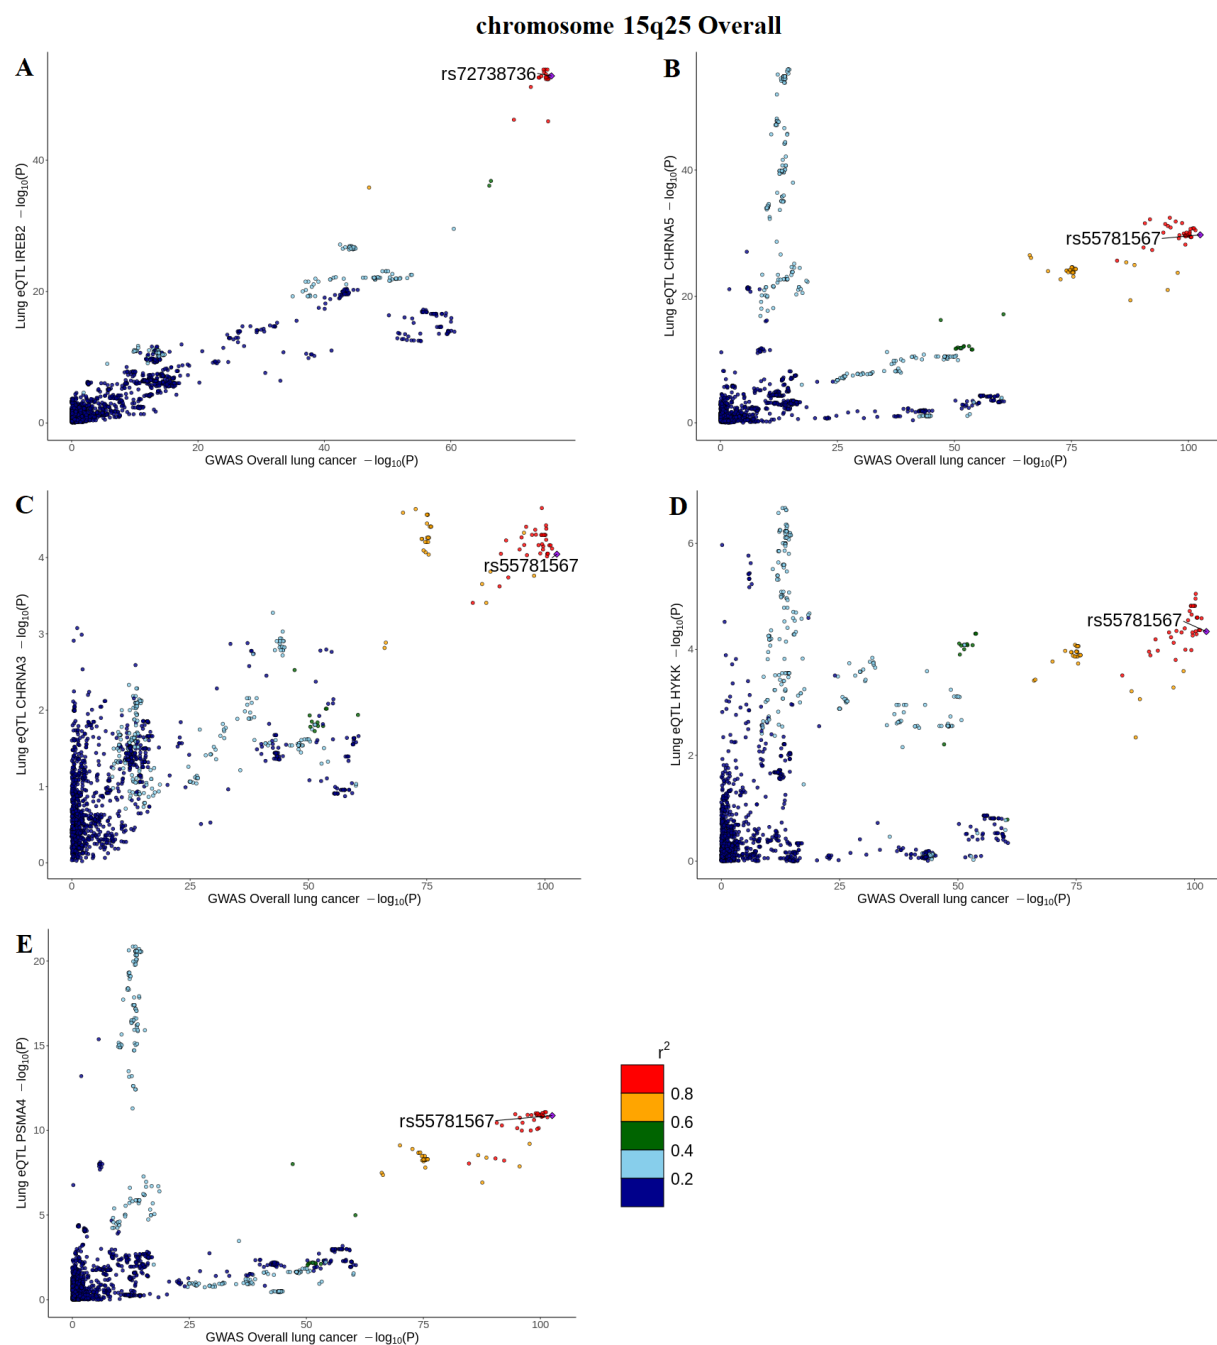 chromosome 15q25 Overall
A
rs72738736
40
20
0
Lung eQTL IREB2 −log10(P)
0 20 40 60
GWAS Overall lung cancer −log10(P)
B
rs55781567
40
20
0
Lung eQTL CHRNA5 −log10(P)
0 25 50 75 100
GWAS Overall lung cancer −log10(P)
C
rs55781567
4
3
2
1
0
Lung eQTL CHRNA3 −log10(P)
0 25 50 75 100
GWAS Overall lung cancer −log10(P)
D
rs55781567
6
4
2
0
Lung eQTL HYKK −log10(P)
0 25 50 75 100
GWAS Overall lung cancer −log10(P)
E
rs55781567
20
15
10
5
0
Lung eQTL PSMA4 −log10(P)
0 25 50 75 100
GWAS Overall lung cancer −log10(P)
r2
0.8
0.6
0.4
0.2